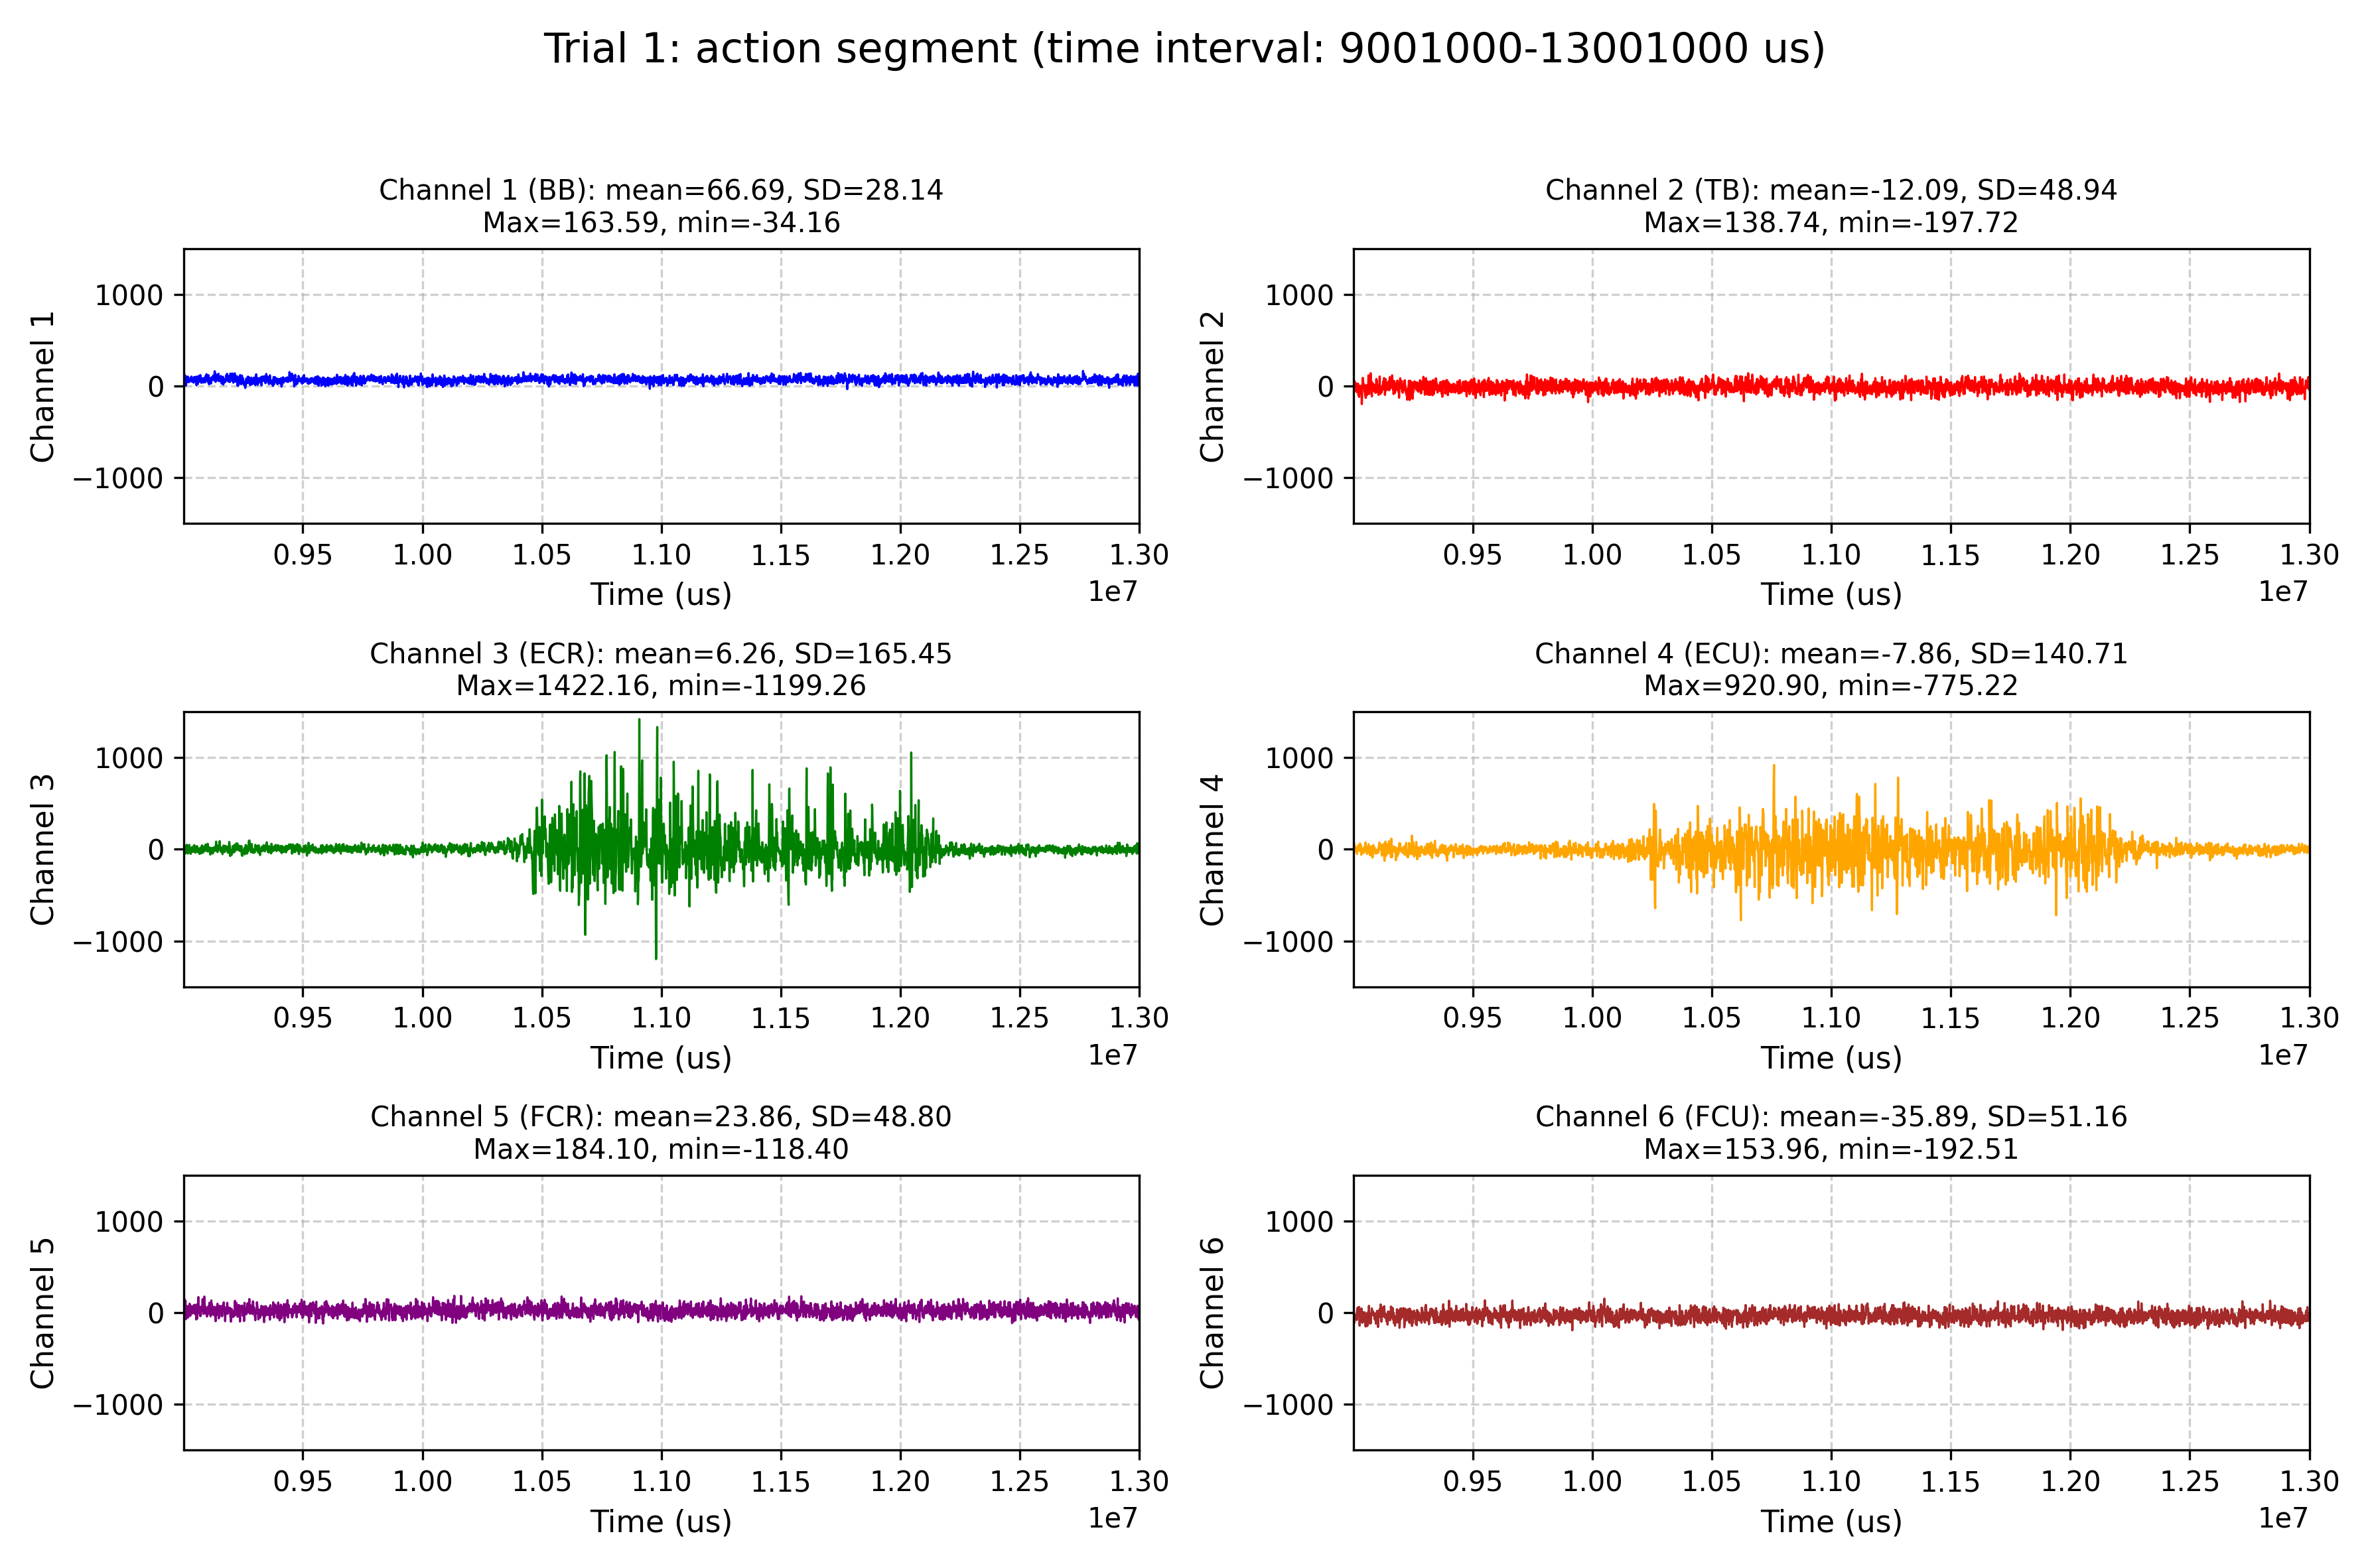 Trial 1: action segment (time interval: 9001000-13001000 us)
Channel 1 (BB): mean=66.69, SD=28.14
Max=163.59, min=-34.16
Channel 1
1000
0
−1000
0.95 1.00 1.05 1.10 1.15 1.20 1.25 1.30
Time (us)
1e7
Channel 2 (TB): mean=-12.09, SD=48.94
Max=138.74, min=-197.72
Channel 2
1000
0
−1000
0.95 1.00 1.05 1.10 1.15 1.20 1.25 1.30
Time (us)
1e7
Channel 3 (ECR): mean=6.26, SD=165.45
Max=1422.16, min=-1199.26
Channel 3
1000
0
−1000
0.95 1.00 1.05 1.10 1.15 1.20 1.25 1.30
Time (us)
1e7
Channel 4 (ECU): mean=-7.86, SD=140.71
Max=920.90, min=-775.22
Channel 4
1000
0
−1000
0.95 1.00 1.05 1.10 1.15 1.20 1.25 1.30
Time (us)
1e7
Channel 5 (FCR): mean=23.86, SD=48.80
Max=184.10, min=-118.40
Channel 5
1000
0
−1000
0.95 1.00 1.05 1.10 1.15 1.20 1.25 1.30
Time (us)
1e7
Channel 6 (FCU): mean=-35.89, SD=51.16
Max=153.96, min=-192.51
Channel 6
1000
0
−1000
0.95 1.00 1.05 1.10 1.15 1.20 1.25 1.30
Time (us)
1e7